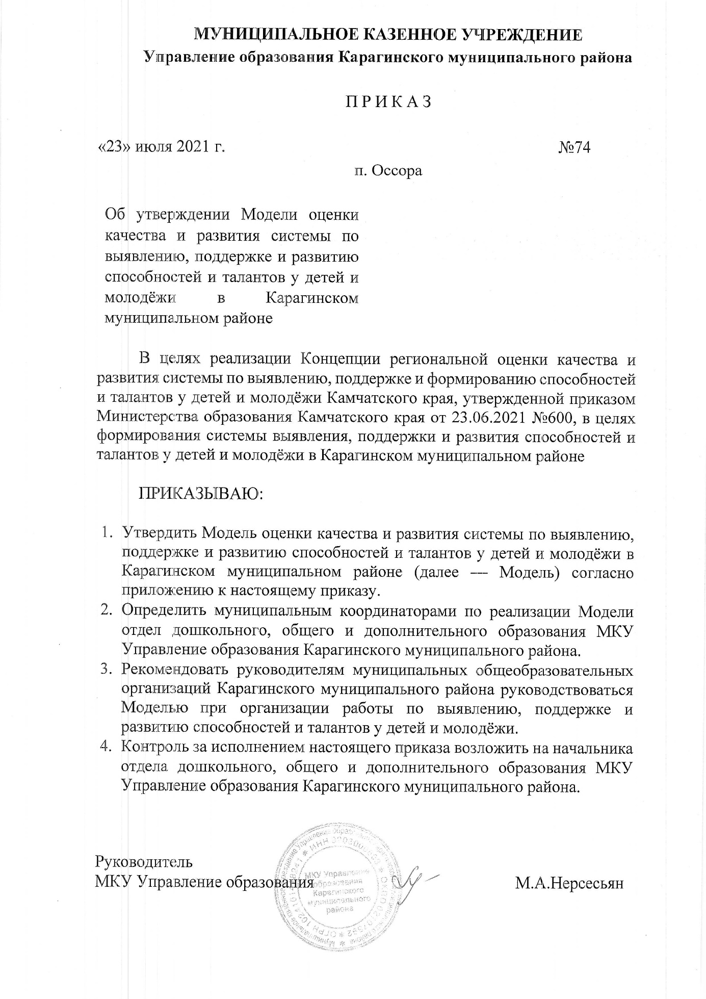 МУНИЦИПАЛЬНОЕ КАЗЕННОЕ УЧРЕЖДЕНИЕ
Управление образования Карагинского муниципального района
П Р И К А З
«23» июля 2021 г. №74
п. Оссора
Об утверждении Модели оценки
качества и развития системы по
выявлению, поддержке и развитию
способностей и талантов у детей и
молодёжи в Карагинском
муниципальном районе
В целях реализации Концепции региональной оценки качества и
развития системы по выявлению, поддержке и формированию способностей
и талантов у детей и молодёжи Камчатского края, утвержденной приказом
Министерства образования Камчатского края от 23.06.2021 №600, в целях
формирования системы выявления, поддержки и развития способностей и
талантов у детей и молодёжи в Карагинском муниципальном районе
ПРИКАЗЫВАЮ:
1. Утвердить Модель оценки качества и развития системы по выявлению,
поддержке и развитию способностей и талантов у детей и молодёжи в
Карагинском муниципальном районе (далее --- Модель) согласно
приложению к настоящему приказу.
2. Определить муниципальным координаторами по реализации Модели
отдел дошкольного, общего и дополнительного образования МКУ
Управление образования Карагинского муниципального района.
3. Рекомендовать руководителям муниципальных общеобразовательных
организаций Карагинского муниципального района руководствоваться
Моделью при организации работы по выявлению, поддержке и
развитию способностей и талантов у детей и молодёжи.
4. Контроль за исполнением настоящего приказа возложить на начальника
отдела дошкольного, общего и дополнительного образования МКУ
Управление образования Карагинского муниципального района.
Руководитель
МКУ Управление образования М.А.Нерсесьян
МКУ Управление
образования
Карагинского
муниципального
района